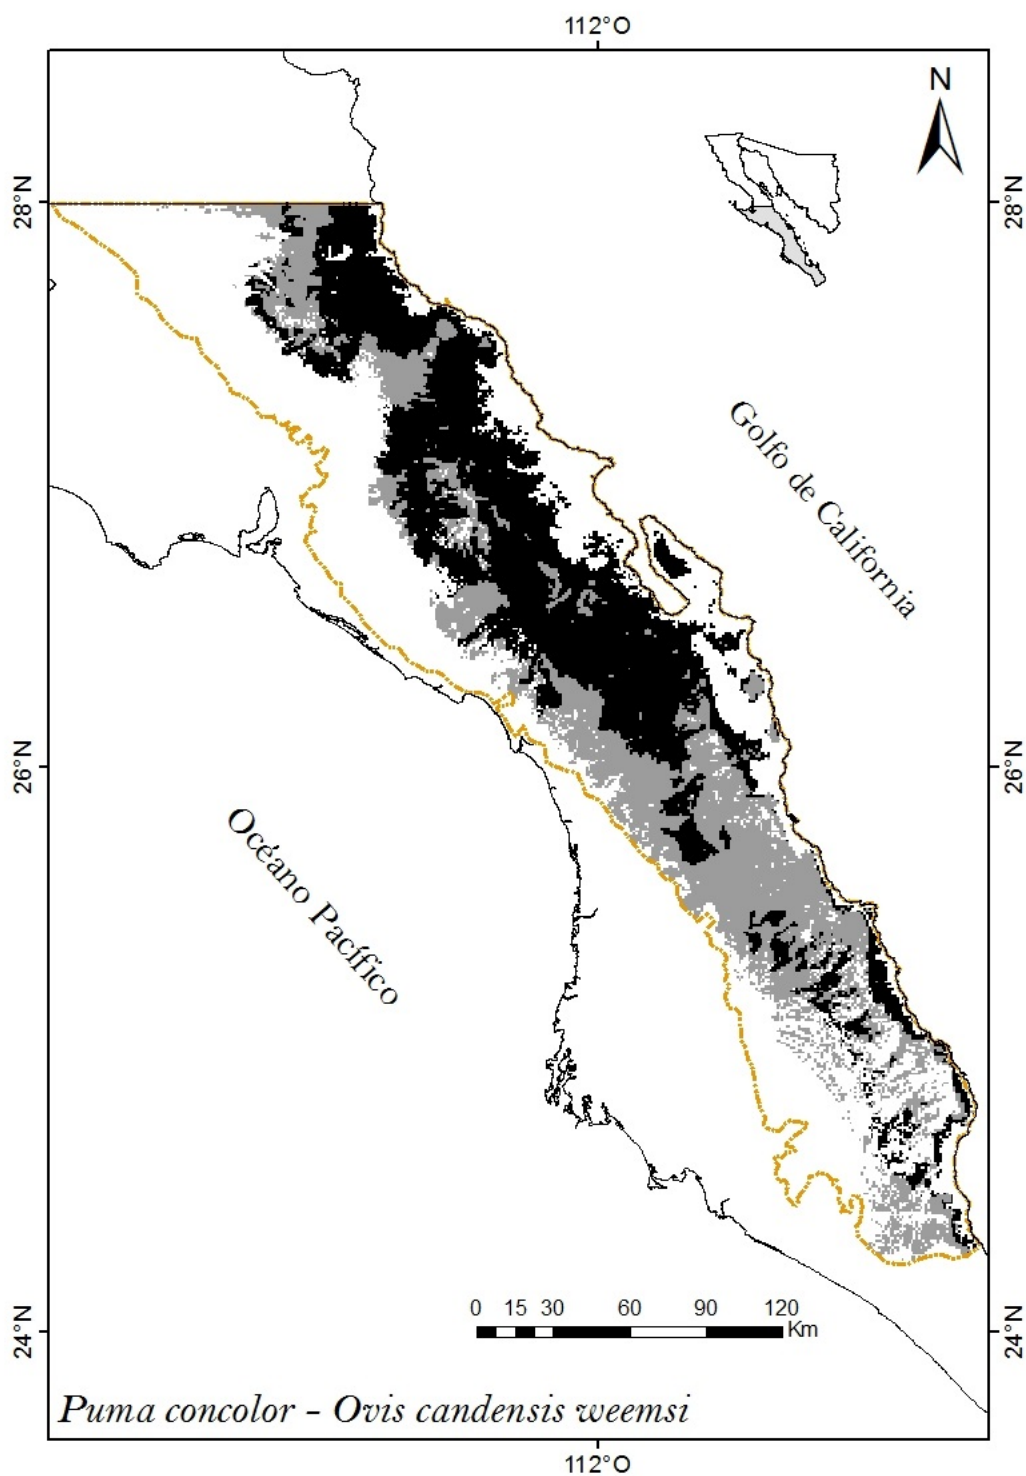 112°O
N
28°N
28°N
Golfo de California
26°N
26°N
Océano Pacífico
0 15 30 60 90 120
Km
24°N
24°N
Puma concolor - Ovis candensis weemsi
112°O